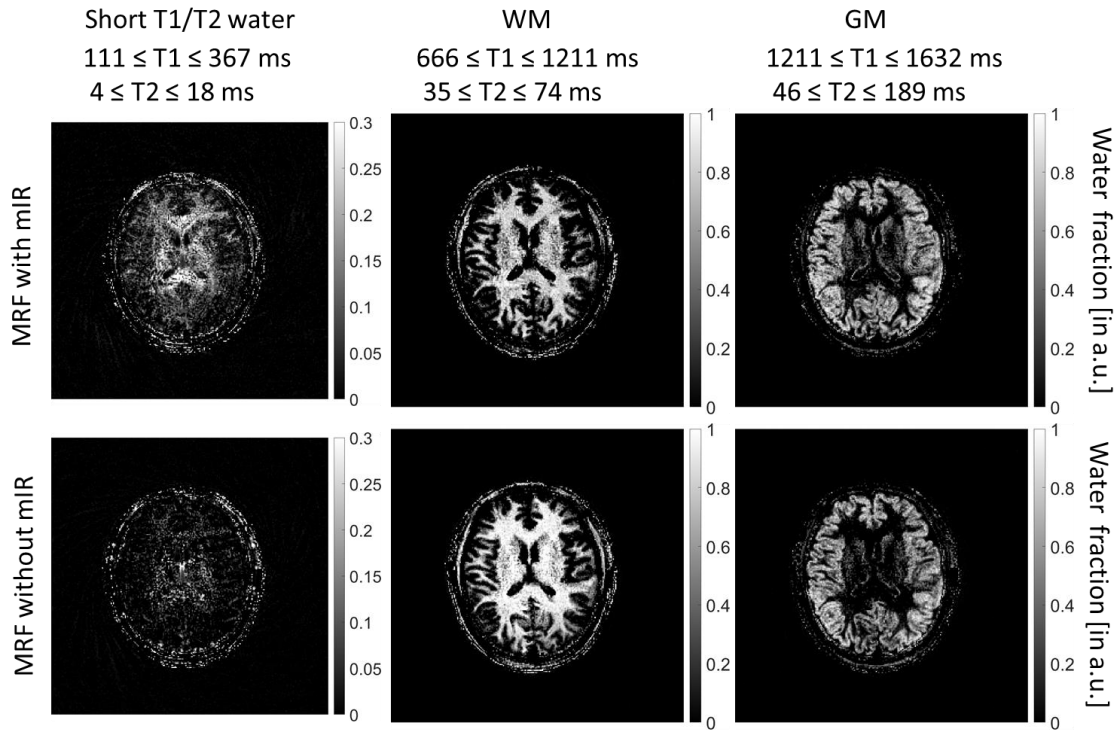 Short T1/T2 water
111 ≤ T1 ≤ 367 ms
4 ≤ T2 ≤ 18 ms
WM
666 ≤ T1 ≤ 1211 ms
35 ≤ T2 ≤ 74 ms
GM
1211 ≤ T1 ≤ 1632 ms
46 ≤ T2 ≤ 189 ms
MRF with mIR
0.3
0.25
0.2
0.15
0.1
0.05
0
1
0.8
0.6
0.4
0.2
0
1
0.8
0.6
0.4
0.2
0
Water fraction [in a.u.]
MRF without mIR
0.3
0.25
0.2
0.15
0.1
0.05
0
1
0.8
0.6
0.4
0.2
0
1
0.8
0.6
0.4
0.2
0
Water fraction [in a.u.]